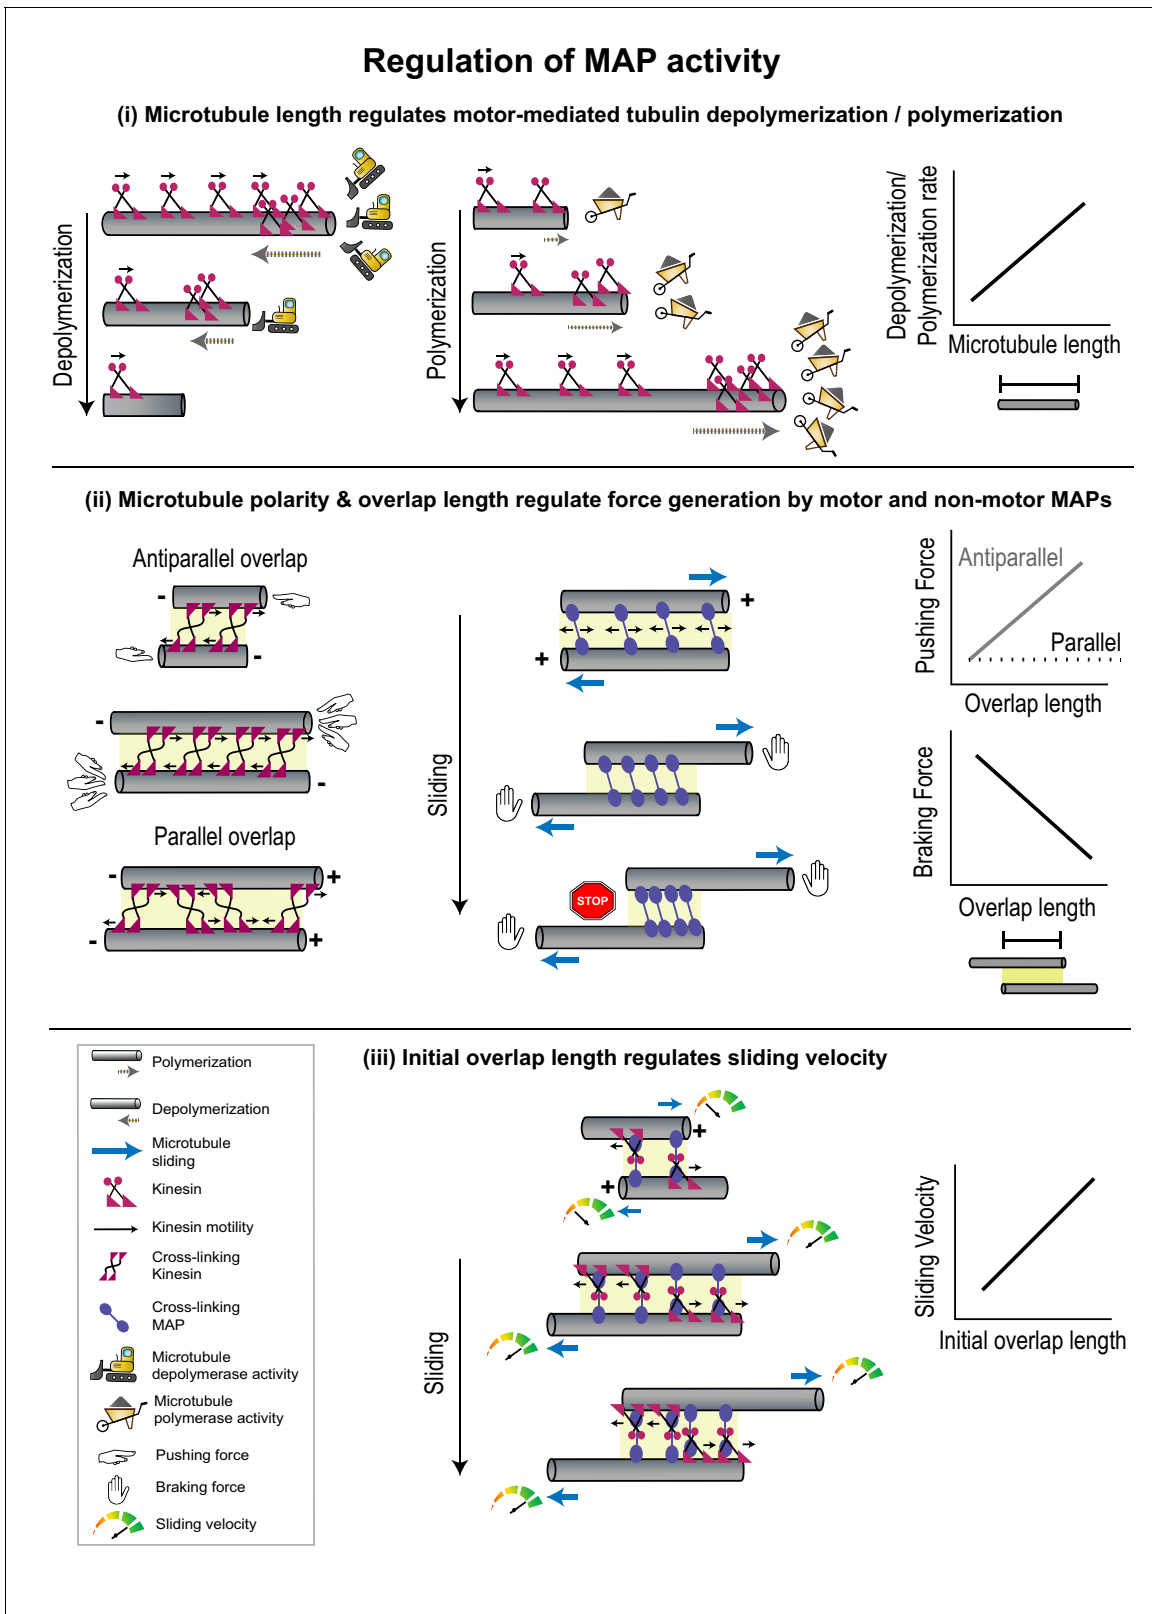 Regulation of MAP activity
(i) Microtubule length regulates motor-mediated tubulin depolymerization / polymerization
Depolymerization
Polymerization
Depolymerization/
Polymerization rate
Microtubule length
(ii) Microtubule polarity & overlap length regulate force generation by motor and non-motor MAPs
Antiparallel overlap
-
-
-
-
Parallel overlap
-
+
-
+
Sliding
+
+
STOP
Pushing Force
Antiparallel
Parallel
Overlap length
Braking Force
Overlap length
Polymerization
Depolymerization
Microtubule
sliding
Kinesin
Kinesin motility
Cross-linking
Kinesin
Cross-linking
MAP
Microtubule
depolymerase activity
Microtubule
polymerase activity
Pushing force
Braking force
Sliding velocity
(iii) Initial overlap length regulates sliding velocity
+
+
Sliding
Sliding Velocity
Initial overlap length